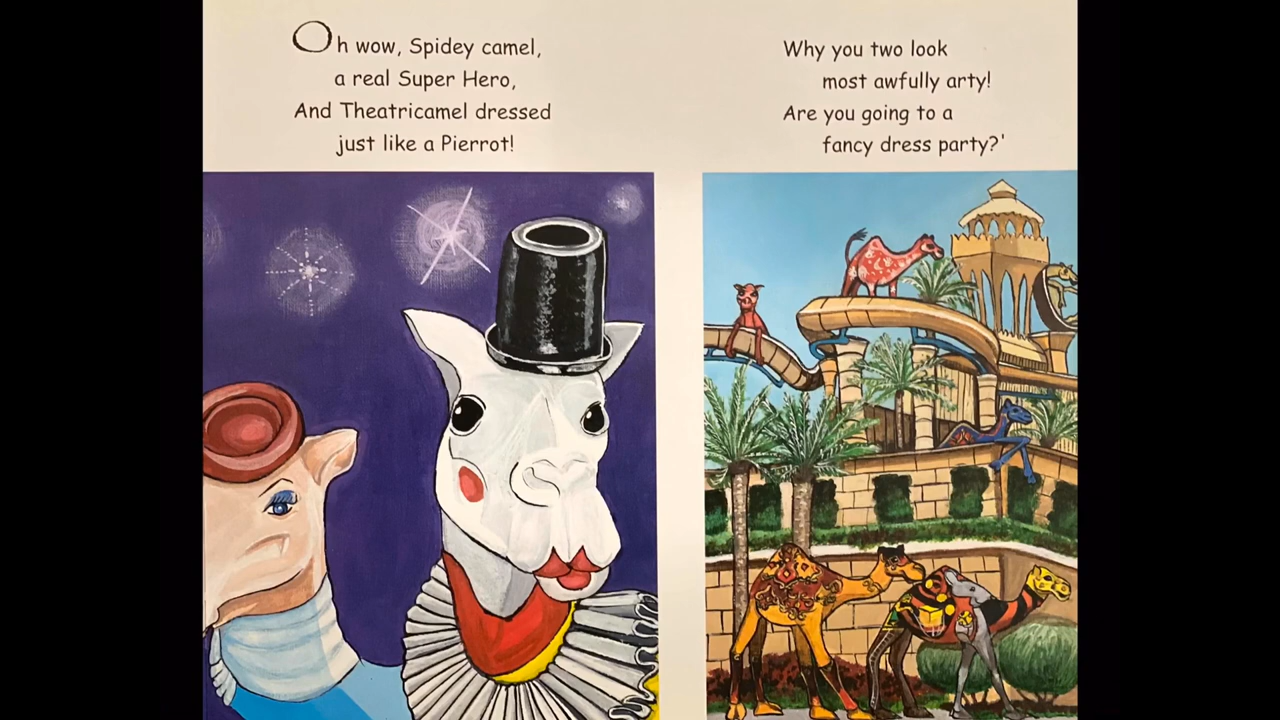 Oh wow, Spidey camel,
a real Super Hero,
And Theatricamel dressed
just like a Pierrot!
Why you two look
most awfully arty!
Are you going to a
fancy dress party?'